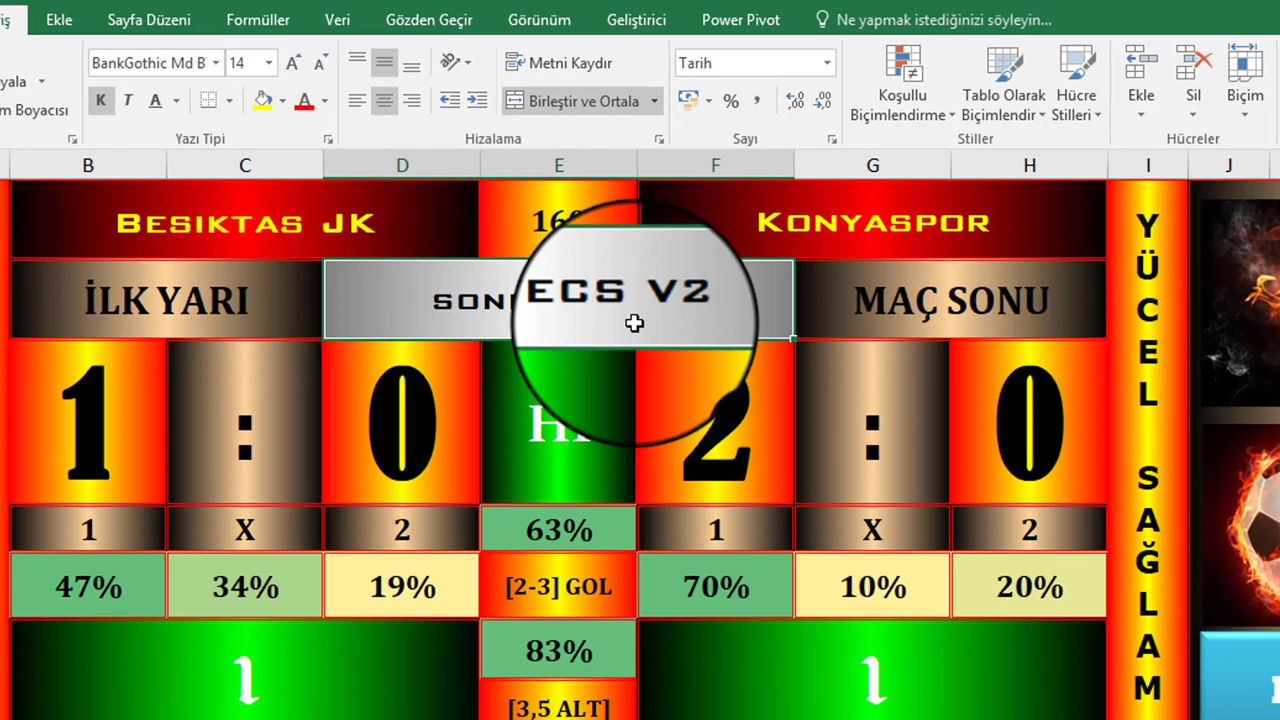 Ekle Sayfa Düzeni Formüller Veri Gözden Geçir Görünüm Geliştirici Power Pivot Ne yapmak istediğinizi söyleyin...
BankGothic Md B 14 Metni Kaydır Tarih
K T A Birleştir ve Ortala %
Koşullu Biçimlendirme
Tablo Olarak Biçimlendir
Hücre Stilleri
Ekle Sil Biçim
Boyacısı
Yazı Tipi Hizalama Sayı Stiller Hücreler
B C D E F G H I J
BESIKTAS JK KONYASPOR
İLK YARI ECS V2 MAÇ SONU
1 : 0 2 : 0
1 X 2 63% 1 X 2
47% 34% 19% [2-3] GOL 70% 10% 20%
1 83% 1
[3,5 ALT]
YÜCEL SAĞLAM